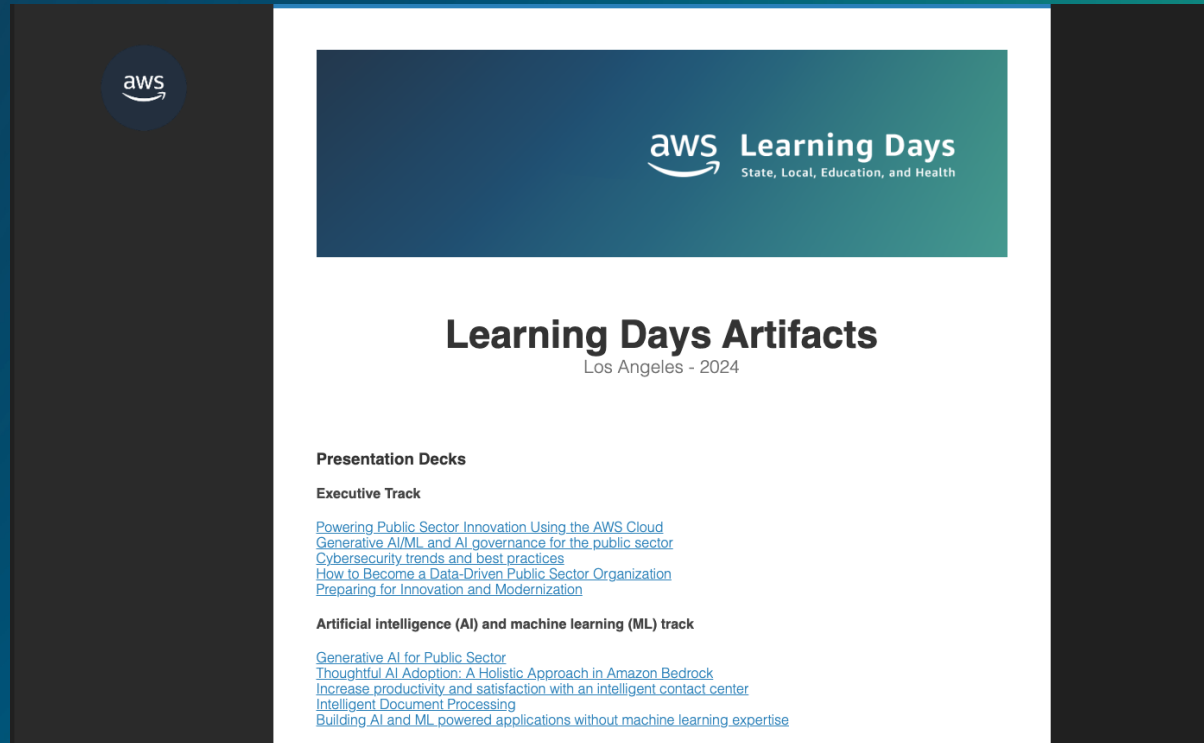 aws
aws Learning Days
State, Local, Education, and Health
Learning Days Artifacts
Los Angeles - 2024
Presentation Decks
Executive Track
Powering Public Sector Innovation Using the AWS Cloud
Generative AI/ML and AI governance for the public sector
Cybersecurity trends and best practices
How to Become a Data-Driven Public Sector Organization
Preparing for Innovation and Modernization
Artificial intelligence (AI) and machine learning (ML) track
Generative AI for Public Sector
Thoughtful AI Adoption: A Holistic Approach in Amazon Bedrock
Increase productivity and satisfaction with an intelligent contact center
Intelligent Document Processing
Building AI and ML powered applications without machine learning expertise